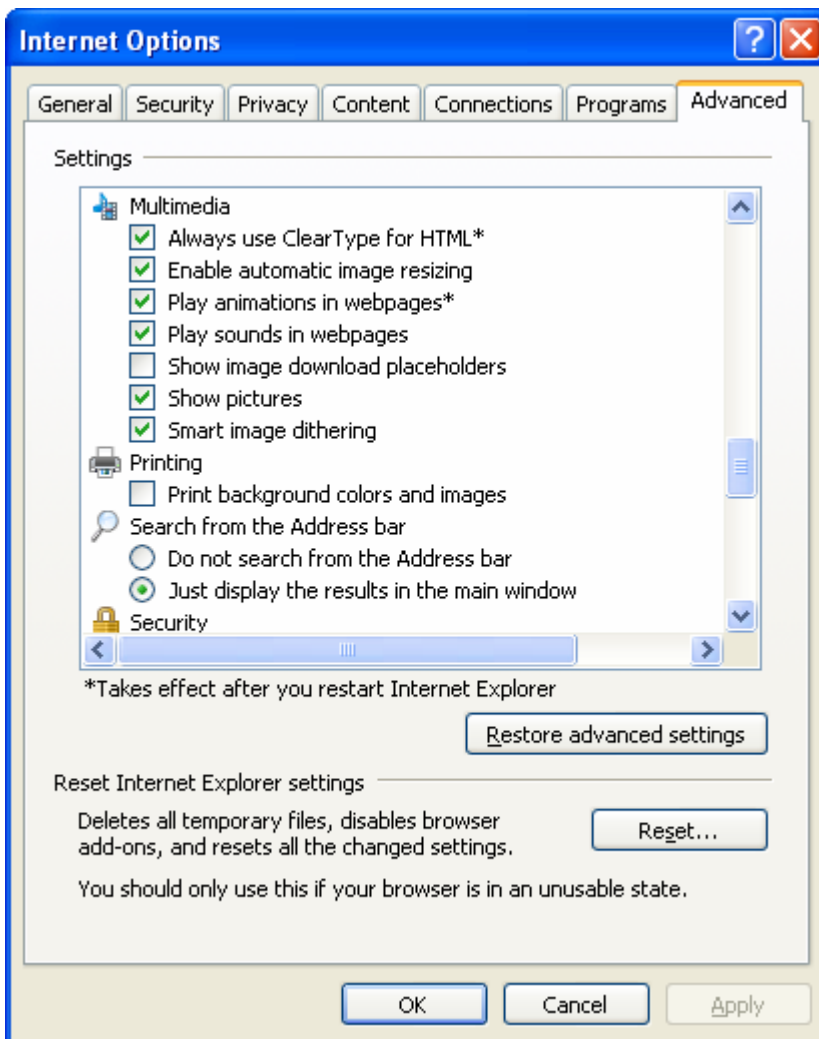 Internet Options
General Security Privacy Content Connections Programs Advanced
Settings
Multimedia
Always use ClearType for HTML*
Enable automatic image resizing
Play animations in webpages*
Play sounds in webpages
Show image download placeholders
Show pictures
Smart image dithering
Printing
Print background colors and images
Search from the Address bar
Do not search from the Address bar
Just display the results in the main window
Security
*Takes effect after you restart Internet Explorer
Restore advanced settings
Reset Internet Explorer settings
Deletes all temporary files, disables browser
add-ons, and resets all the changed settings.
Reset...
You should only use this if your browser is in an unusable state.
OK Cancel Apply